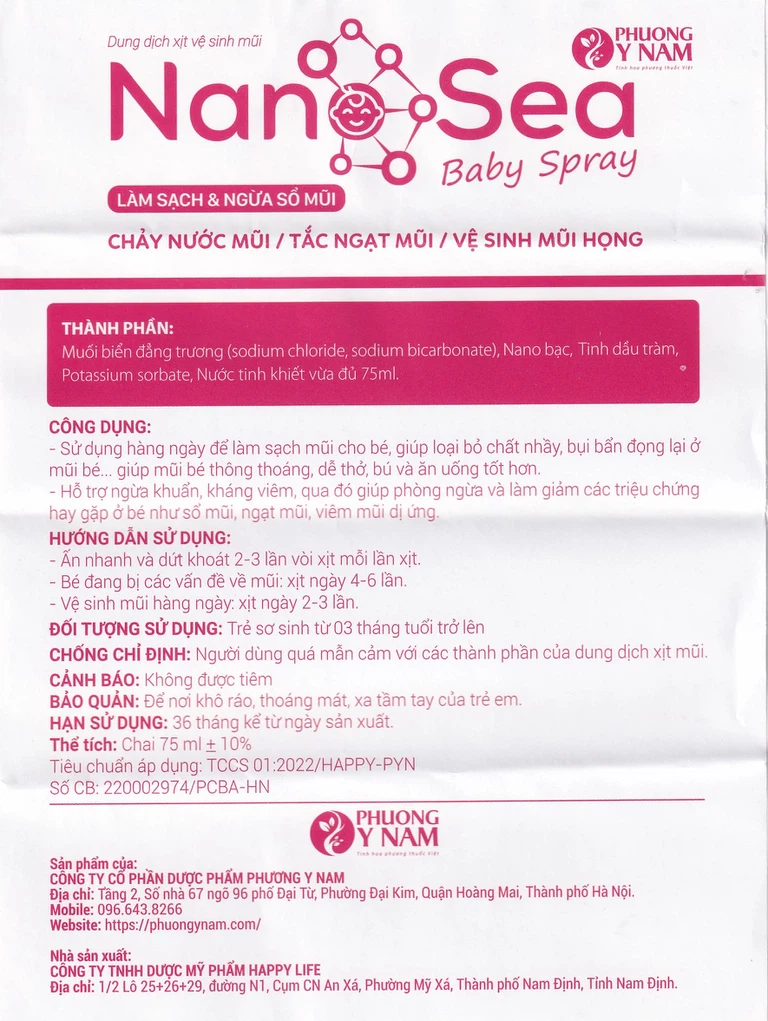 Dung dịch xịt vệ sinh mũi
PHUONG
Y NAM
Tinh hoa phương thuốc Việt
NanoSea
Baby Spray
LÀM SẠCH & NGỪA SỔ MŨI
CHẢY NƯỚC MŨI / TẮC NGẠT MŨI / VỆ SINH MŨI HỌNG
THÀNH PHẦN:
Muối biển đẳng trương (sodium chloride, sodium bicarbonate), Nano bạc, Tinh dầu tràm,
Potassium sorbate, Nước tinh khiết vừa đủ 75ml.
CÔNG DỤNG:
- Sử dụng hàng ngày để làm sạch mũi cho bé, giúp loại bỏ chất nhầy, bụi bẩn đọng lại ở
mũi bé... giúp mũi bé thông thoáng, dễ thở, bú và ăn uống tốt hơn.
- Hỗ trợ ngừa khuẩn, kháng viêm, qua đó giúp phòng ngừa và làm giảm các triệu chứng
hay gặp ở bé như sổ mũi, ngạt mũi, viêm mũi dị ứng.
HƯỚNG DẪN SỬ DỤNG:
- Ấn nhanh và dứt khoát 2-3 lần vòi xịt mỗi lần xịt.
- Bé đang bị các vấn đề về mũi: xịt ngày 4-6 lần.
- Vệ sinh mũi hàng ngày: xịt ngày 2-3 lần.
ĐỐI TƯỢNG SỬ DỤNG: Trẻ sơ sinh từ 03 tháng tuổi trở lên
CHỐNG CHỈ ĐỊNH: Người dùng quá mẫn cảm với các thành phần của dung dịch xịt mũi.
CẢNH BÁO: Không được tiêm
BẢO QUẢN: Để nơi khô ráo, thoáng mát, xa tầm tay của trẻ em.
HẠN SỬ DỤNG: 36 tháng kể từ ngày sản xuất.
Thể tích: Chai 75 ml ± 10%
Tiêu chuẩn áp dụng: TCCS 01:2022/HAPPY-PYN
Số CB: 220002974/PCBA-HN
PHUONG
Y NAM
Tinh hoa phương thuốc Việt
Sản phẩm của:
CÔNG TY CỔ PHẦN DƯỢC PHẨM PHƯƠNG Y NAM
Địa chỉ: Tầng 2, Số nhà 67 ngõ 96 phố Đại Từ, Phường Đại Kim, Quận Hoàng Mai, Thành phố Hà Nội.
Mobile: 096.643.8266
Website: https://phuongynam.com/
Nhà sản xuất:
CÔNG TY TNHH DƯỢC MỸ PHẨM HAPPY LIFE
Địa chỉ: 1/2 Lô 25+26+29, đường N1, Cụm CN An Xá, Phường Mỹ Xá, Thành phố Nam Định, Tỉnh Nam Định.